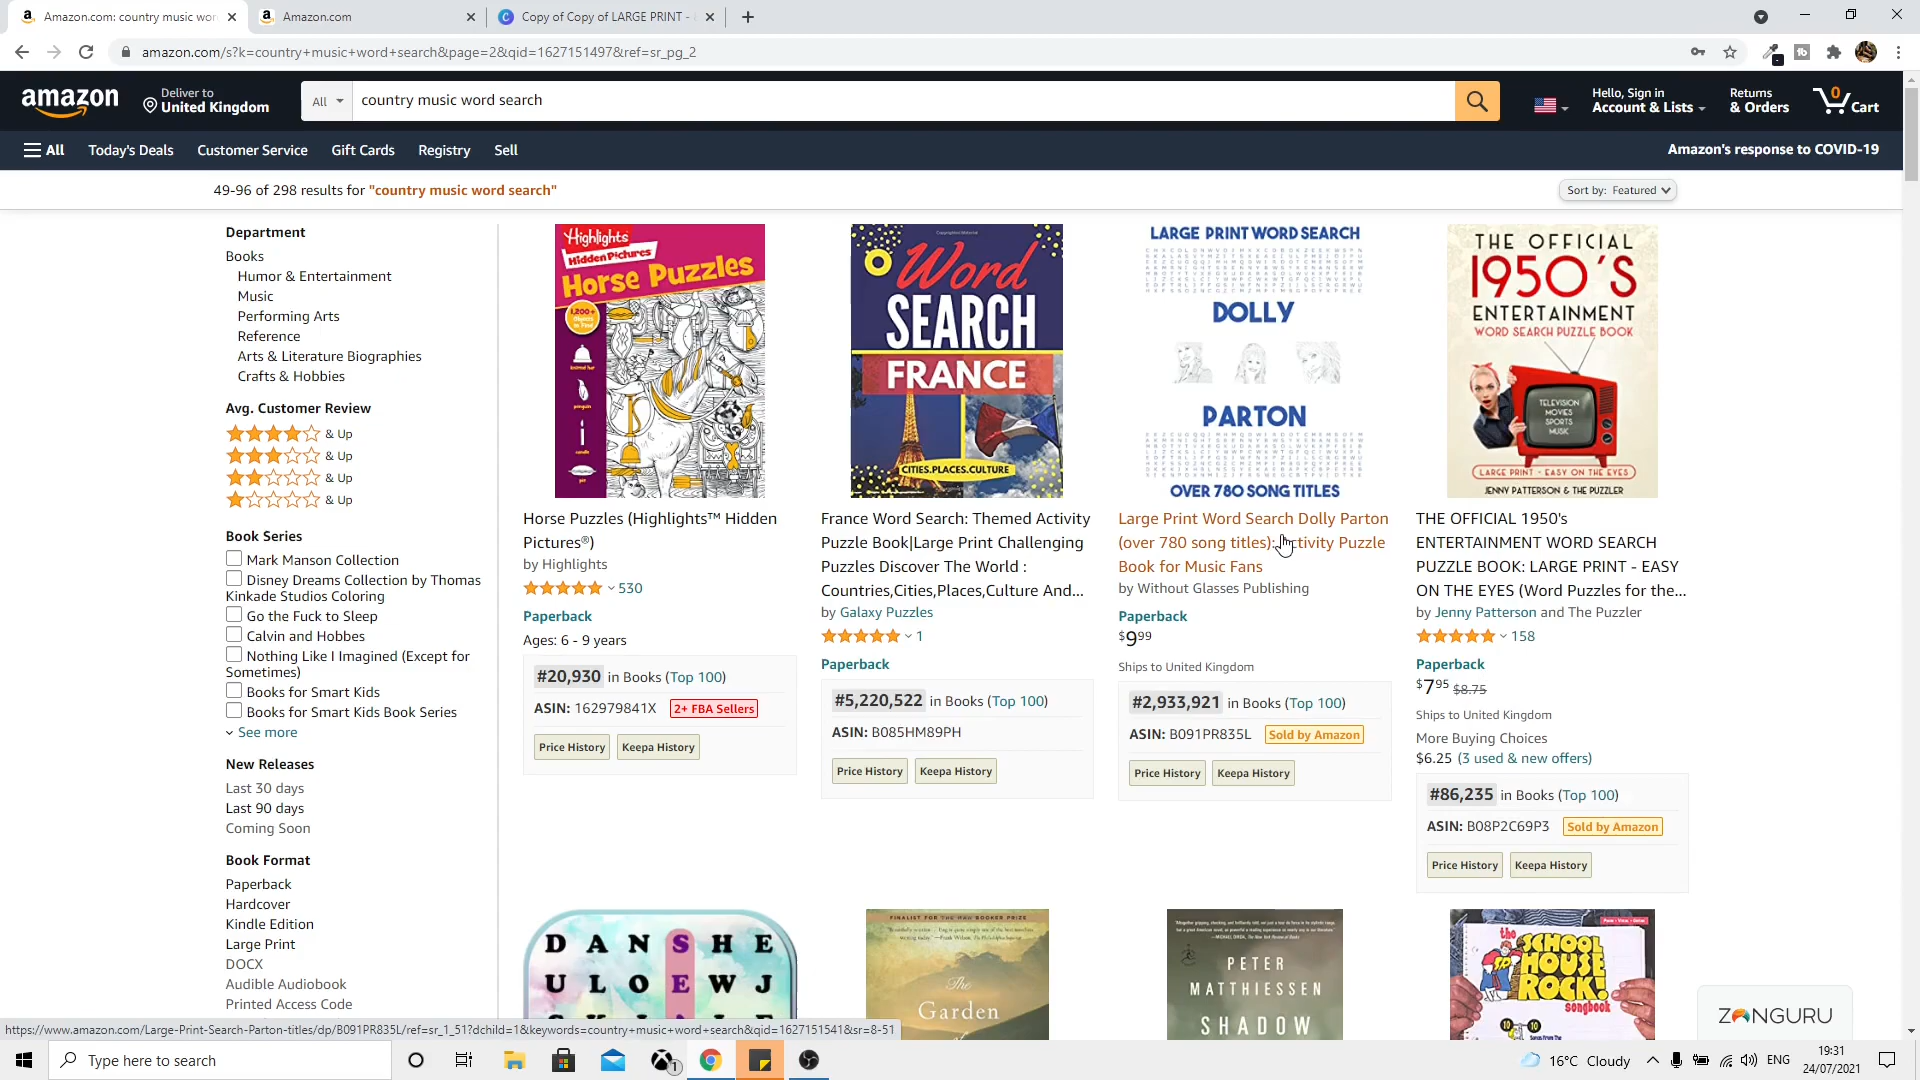 Amazon.com: country music wor
Amazon.com
Copy of Copy of LARGE PRINT -
amazon.com/s?k=country+music+word+search&page=2&qid=1627151497&ref=sr_pg_2
amazon
Deliver to
United Kingdom
All
country music word search
Hello, Sign in
Account & Lists
Returns
& Orders
0
Cart
All
Today's Deals
Customer Service
Gift Cards
Registry
Sell
Amazon's response to COVID-19
49-96 of 298 results for "country music word search"
Sort by: Featured
Department
Books
Humor & Entertainment
Music
Performing Arts
Reference
Arts & Literature Biographies
Crafts & Hobbies
Avg. Customer Review
& Up
& Up
& Up
& Up
Book Series
Mark Manson Collection
Disney Dreams Collection by Thomas
Kinkade Studios Coloring
Go the Fuck to Sleep
Calvin and Hobbes
Nothing Like I Imagined (Except for
Sometimes)
Books for Smart Kids
Books for Smart Kids Book Series
See more
New Releases
Last 30 days
Last 90 days
Coming Soon
Book Format
Paperback
Hardcover
Kindle Edition
Large Print
DOCX
Audible Audiobook
Printed Access Code
Highlights
Hidden Pictures
Horse Puzzles
1,200+
Horse Puzzles (Highlights™ Hidden
Pictures®)
by Highlights
530
Paperback
Ages: 6 - 9 years
#20,930 in Books (Top 100)
ASIN: 162979841X 2+ FBA Sellers
Price History Keepa History
Word
SEARCH
FRANCE
CITIES.PLACES.CULTURE
France Word Search: Themed Activity
Puzzle Book|Large Print Challenging
Puzzles Discover The World :
Countries,Cities,Places,Culture And...
by Galaxy Puzzles
1
Paperback
#5,220,522 in Books (Top 100)
ASIN: B085HM89PH
Price History Keepa History
LARGE PRINT WORD SEARCH
DOLLY
PARTON
OVER 780 SONG TITLES
Large Print Word Search Dolly Parton
(over 780 song titles): Activity Puzzle
Book for Music Fans
by Without Glasses Publishing
Paperback
$9.99
Ships to United Kingdom
#2,933,921 in Books (Top 100)
ASIN: B091PR835L Sold by Amazon
Price History Keepa History
THE OFFICIAL
1950'S
ENTERTAINMENT
WORD SEARCH PUZZLE BOOK
TELEVISION
MOVIES
SPORTS
MUSIC
LARGE PRINT - EASY ON THE EYES
JENNY PATTERSON & THE PUZZLER
THE OFFICIAL 1950's
ENTERTAINMENT WORD SEARCH
PUZZLE BOOK: LARGE PRINT - EASY
ON THE EYES (Word Puzzles for the...
by Jenny Patterson and The Puzzler
158
Paperback
$7.95 $8.75
Ships to United Kingdom
More Buying Choices
$6.25 (3 used & new offers)
#86,235 in Books (Top 100)
ASIN: B08P2C69P3 Sold by Amazon
Price History Keepa History
D A N S H E
U L O E W J
FINALIST FOR THE MAN BOOKER PRIZE
The
Garden
PETER
MATTHIESSEN
SHADOW
the
SCHOOL
HOUSE
ROCK!
songbook
ZONGURU
https://www.amazon.com/Large-Print-Search-Parton-titles/dp/B091PR835L/ref=sr_1_51?dchild=1&keywords=country+music+word+search&qid=1627151541&sr=8-51
Type here to search
1
16°C Cloudy
ENG
19:31
24/07/2021